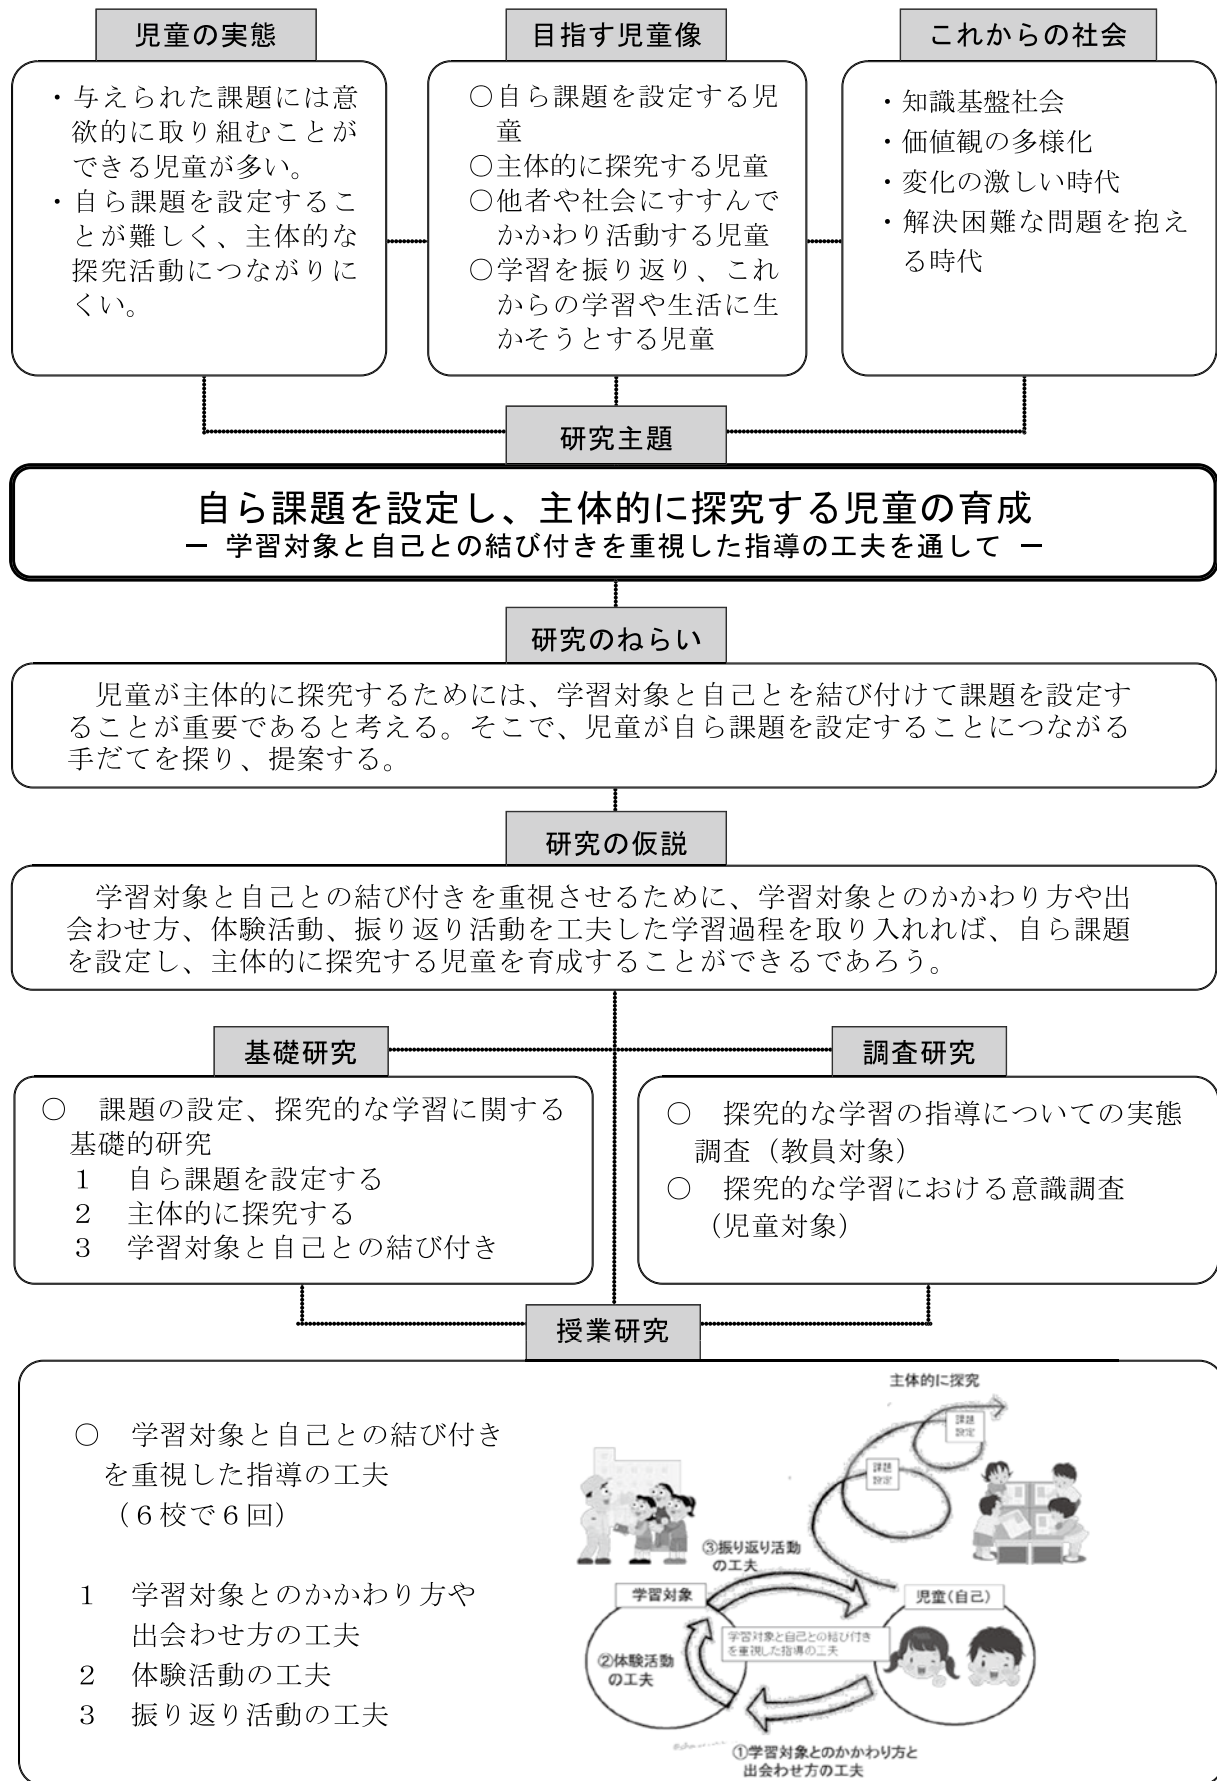 児童の実態
・与えられた課題には意
欲的に取り組むことが
できる児童が多い。
・自ら課題を設定するこ
とが難しく、主体的な
探究活動につながりに
くい。
目指す児童像
○自ら課題を設定する児
童
○主体的に探究する児童
○他者や社会にすすんで
かかわり活動する児童
○学習を振り返り、これ
からの学習や生活に生
かそうとする児童
これからの社会
・知識基盤社会
・価値観の多様化
・変化の激しい時代
・解決困難な問題を抱え
る時代
研究主題
自ら課題を設定し、主体的に探究する児童の育成
― 学習対象と自己との結び付きを重視した指導の工夫を通して ―
研究のねらい
児童が主体的に探究するためには、学習対象と自己とを結び付けて課題を設定す
ることが重要であると考える。そこで、児童が自ら課題を設定することにつながる
手だてを探り、提案する。
研究の仮説
学習対象と自己との結び付きを重視させるために、学習対象とのかかわり方や出
会わせ方、体験活動、振り返り活動を工夫した学習過程を取り入れれば、自ら課題
を設定し、主体的に探究する児童を育成することができるであろう。
基礎研究
○ 課題の設定、探究的な学習に関する
基礎的研究
1 自ら課題を設定する
2 主体的に探究する
3 学習対象と自己との結び付き
調査研究
○ 探究的な学習の指導についての実態
調査（教員対象）
○ 探究的な学習における意識調査
（児童対象）
授業研究
○ 学習対象と自己との結び付き
を重視した指導の工夫
（６校で６回）
1 学習対象とのかかわり方や
出会わせ方の工夫
2 体験活動の工夫
3 振り返り活動の工夫
主体的に探究
課題
設定
課題
設定
③振り返り活動
の工夫
学習対象
児童(自己)
学習対象と自己との結び付き
を重視した指導の工夫
②体験活動
の工夫
①学習対象とのかかわり方と
出会わせ方の工夫